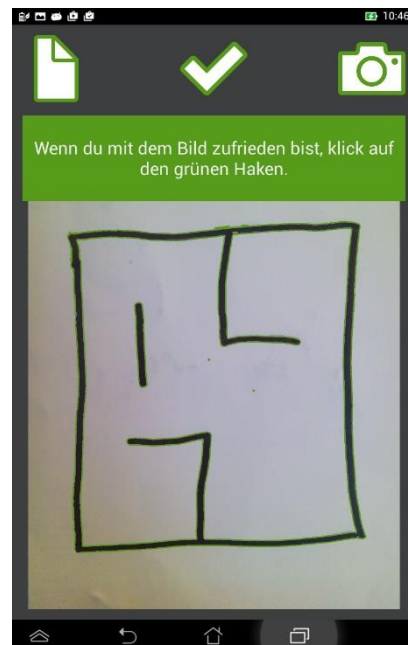 10:46
Wenn du mit dem Bild zufrieden bist, klick auf
den grünen Haken.